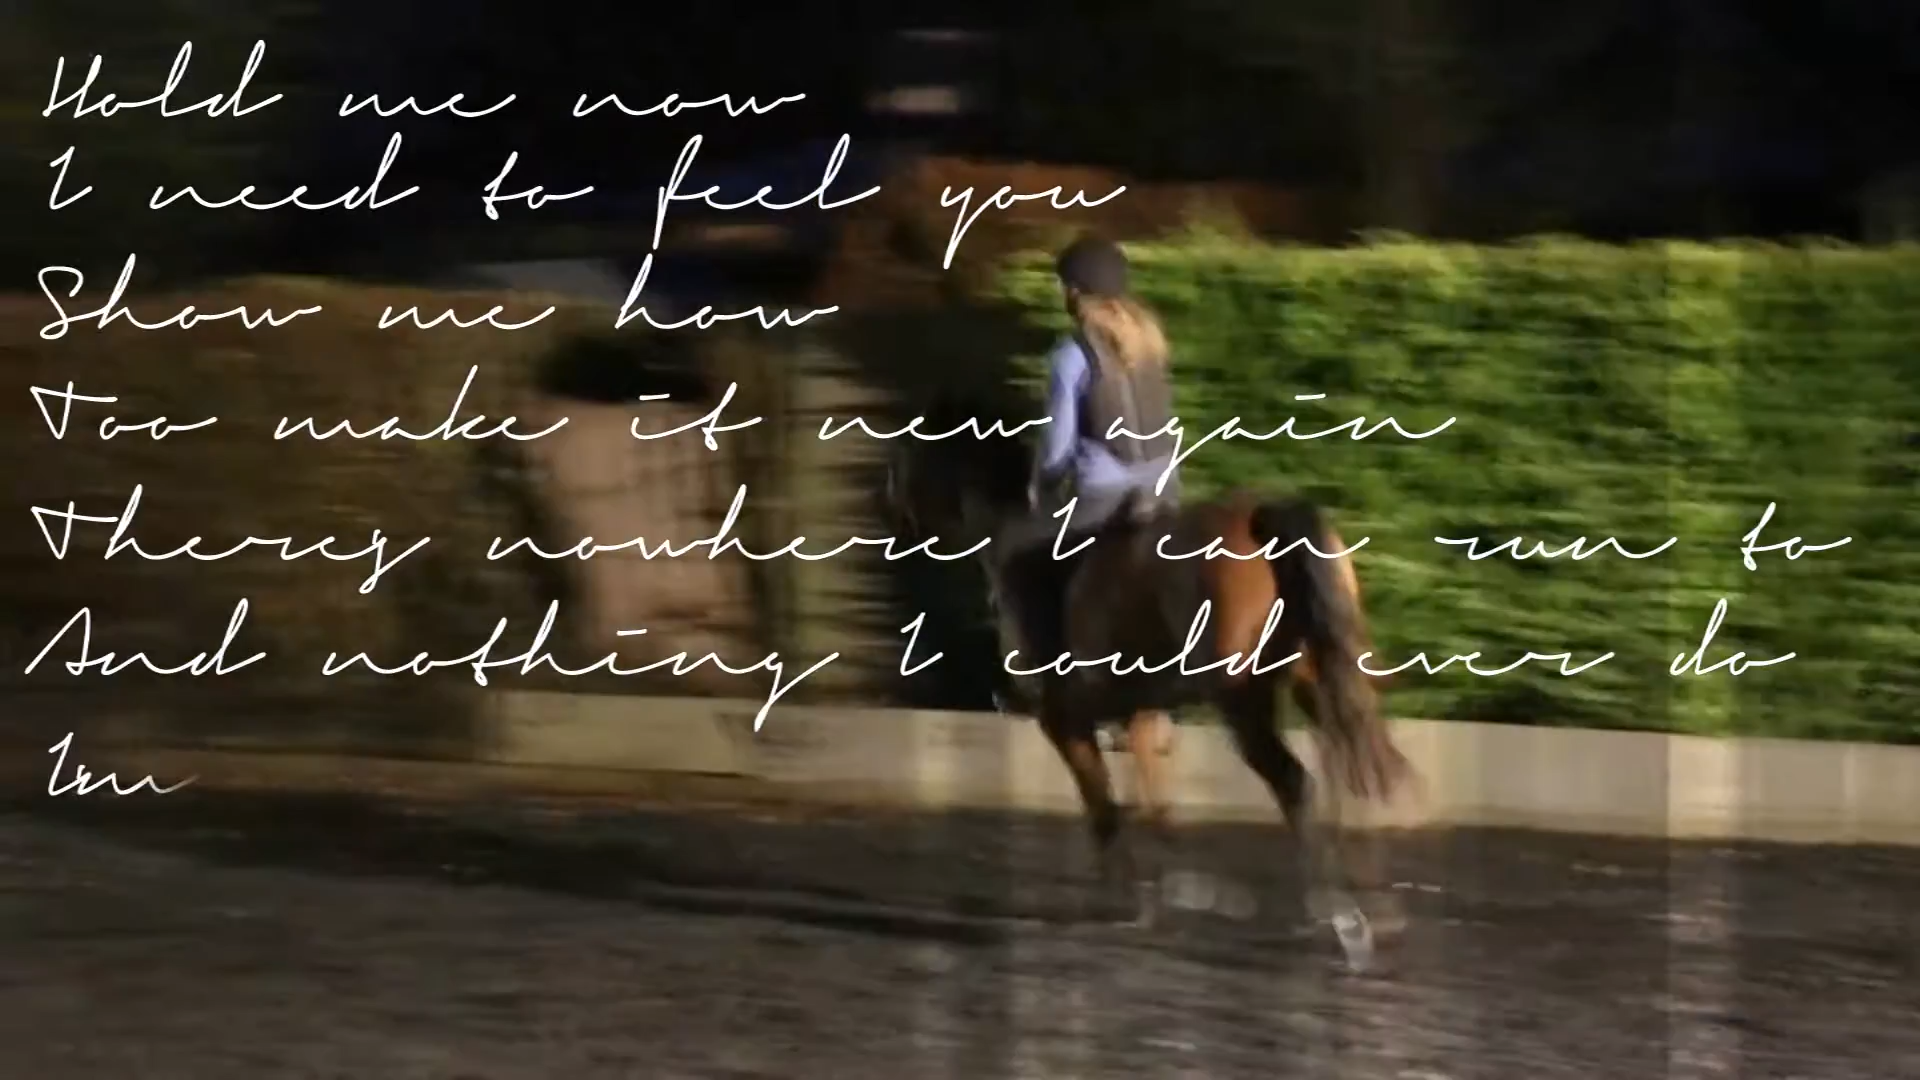 Hold me now
I need to feel you
Show me how
Too make it new again
Theres nowhere I can run to
And nothing I could ever do
Im